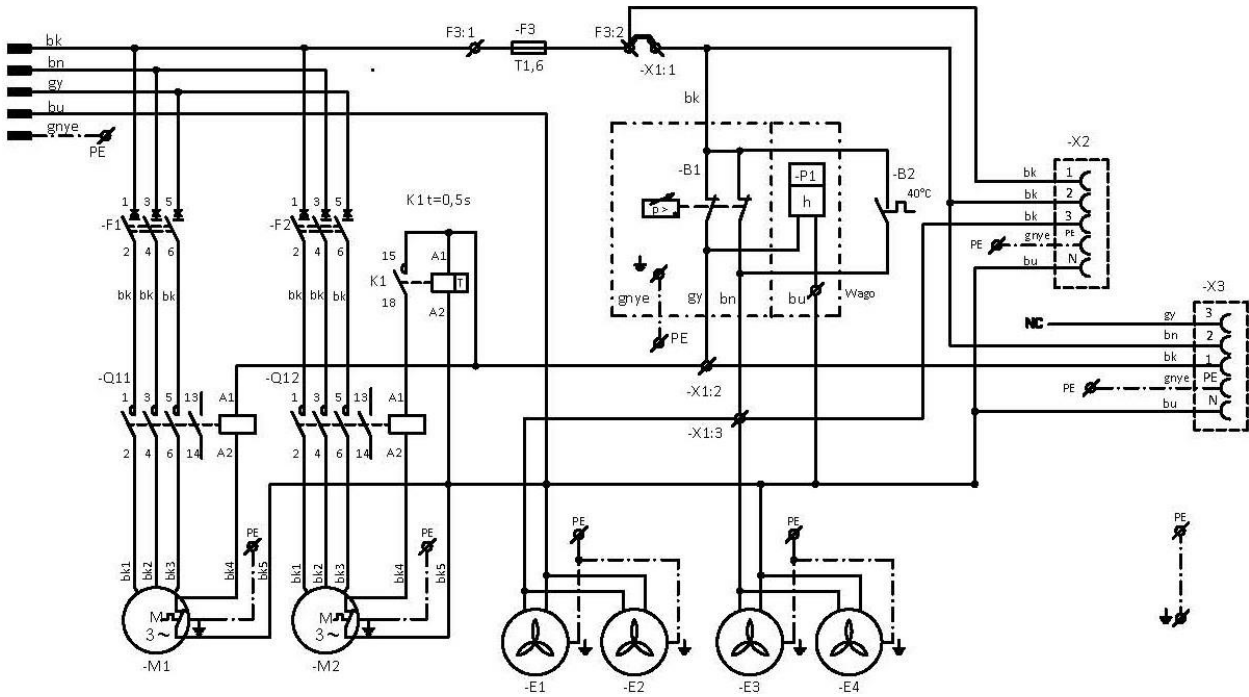 bk
bn
gy
bu
gnye
PE
F3:1
-F3
T1,6
F3:2
-X1:1
bk
-B1
p >
-P1
h
-B2
40°C
-X2
bk 1
bk 2
bk 3
PE gnye PE
bu N
-X3
NC gy 3
bn 2
bk 1
PE gnye PE
bu N
1 3 5
-F1
2 4 6
bk bk bk
1 3 5
-F2
2 4 6
bk bk bk
K1 t=0,5s
15 A1
K1 T
18 A2
gnye gy bn bu Wago
PE
-X1:2
-X1:3
-Q11
1 3 5 13 A1
2 4 6 14 A2
-Q12
1 3 5 13 A1
2 4 6 14 A2
bk1 bk2 bk3 bk4 bk5 PE
bk1 bk2 bk3 bk4 bk5 PE
PE
PE
PE
M
3 ~
-M1
M
3 ~
-M2
-E1
-E2
-E3
-E4